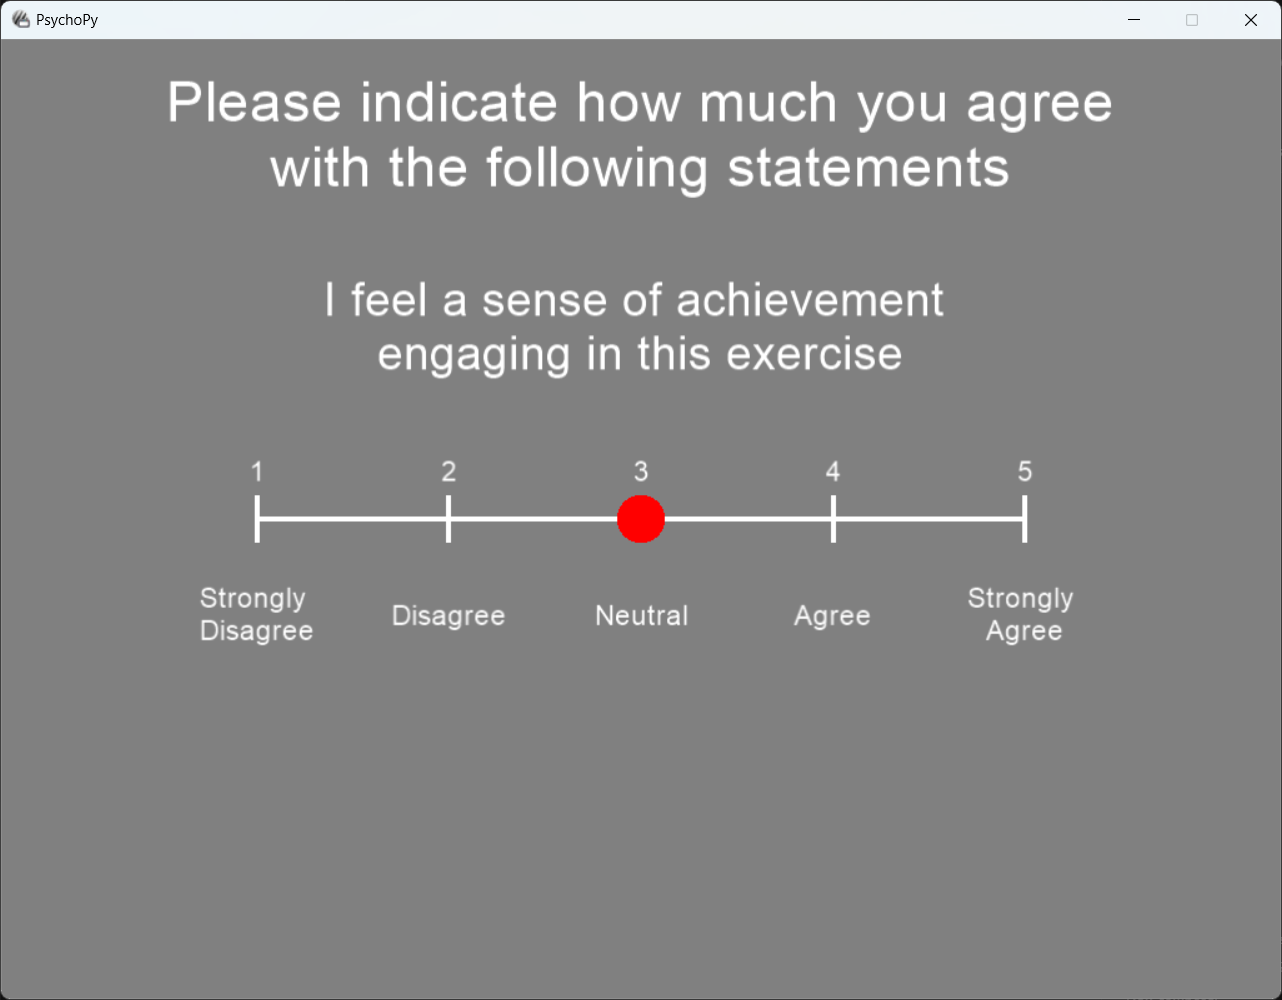 PsychoPy
Please indicate how much you agree
with the following statements
I feel a sense of achievement
engaging in this exercise
1 2 3 4 5
Strongly
Disagree
Disagree
Neutral
Agree
Strongly
Agree